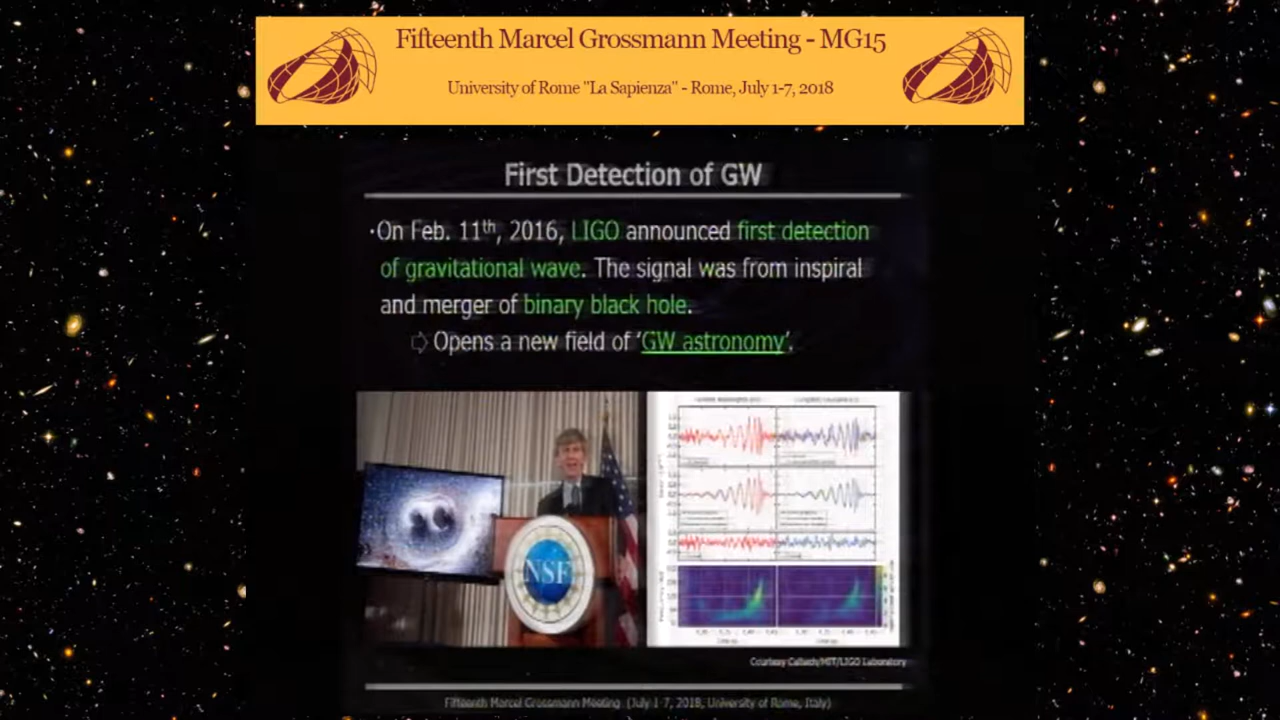 Fifteenth Marcel Grossmann Meeting - MG15
University of Rome "La Sapienza" - Rome, July 1-7, 2018
First Detection of GW
・On Feb. 11th, 2016, LIGO announced first detection
of gravitational wave. The signal was from inspiral
and merger of binary black hole.
⇨ Opens a new field of 'GW astronomy'.
NSF
Courtesy Caltech/MIT/LIGO Laboratory
Fifteenth Marcel Grossmann Meeting (July 1-7, 2018, University of Rome, Italy)